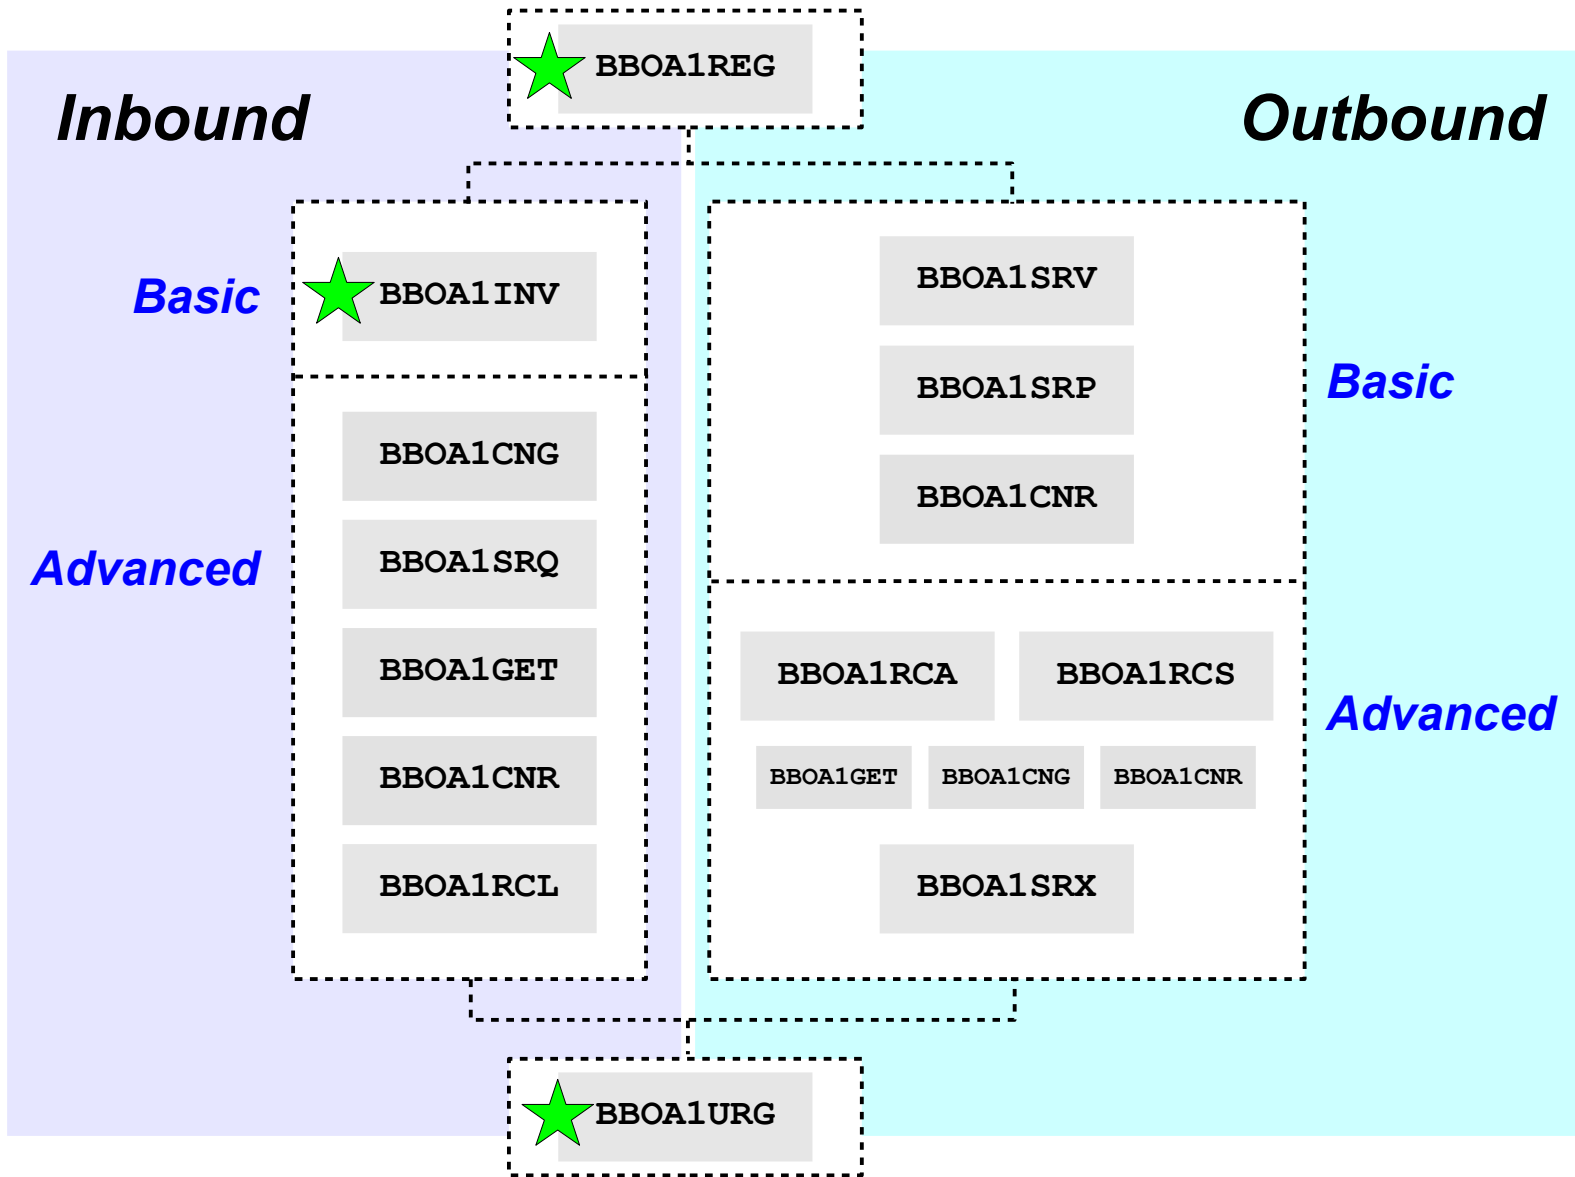 BBOA1REG
Inbound
Outbound
Basic
BBOA1INV
Advanced
BBOA1CNG
BBOA1SRQ
BBOA1GET
BBOA1CNR
BBOA1RCL
BBOA1SRV
BBOA1SRP
BBOA1CNR
Basic
BBOA1RCA BBOA1RCS
BBOA1GET BBOA1CNG BBOA1CNR
BBOA1SRX
Advanced
BBOA1URG